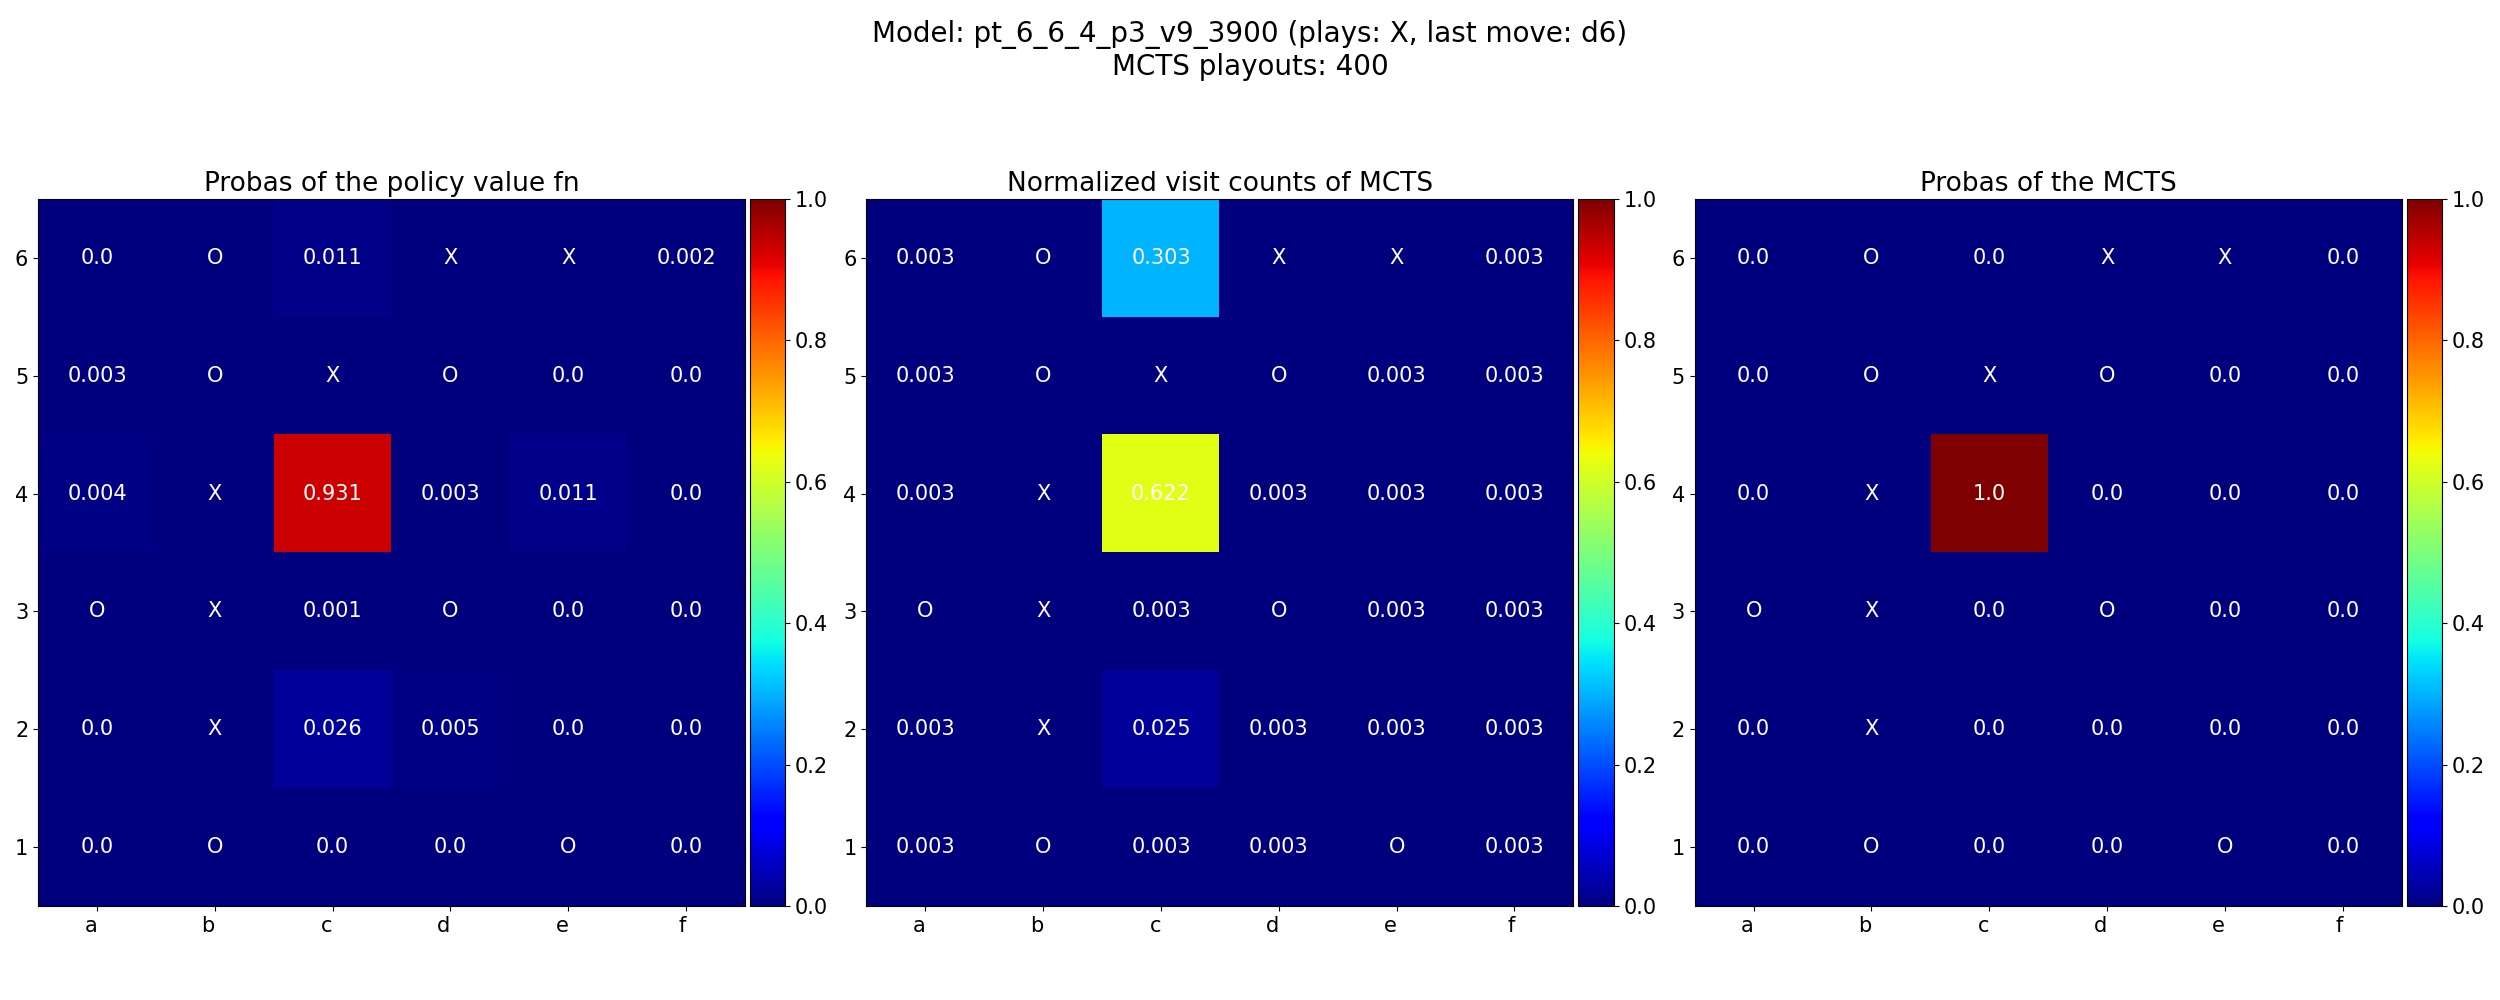 Model: pt_6_6_4_p3_v9_3900 (plays: X, last move: d6)
MCTS playouts: 400
Probas of the policy value fn
6 0.0 O 0.011 X X 0.002
5 0.003 O X O 0.0 0.0
4 0.004 X 0.931 0.003 0.011 0.0
3 O X 0.001 O 0.0 0.0
2 0.0 X 0.026 0.005 0.0 0.0
1 0.0 O 0.0 0.0 O 0.0
a b c d e f
1.0
0.8
0.6
0.4
0.2
0.0
Normalized visit counts of MCTS
6 0.003 O 0.303 X X 0.003
5 0.003 O X O 0.003 0.003
4 0.003 X 0.622 0.003 0.003 0.003
3 O X 0.003 O 0.003 0.003
2 0.003 X 0.025 0.003 0.003 0.003
1 0.003 O 0.003 0.003 O 0.003
a b c d e f
1.0
0.8
0.6
0.4
0.2
0.0
Probas of the MCTS
6 0.0 O 0.0 X X 0.0
5 0.0 O X O 0.0 0.0
4 0.0 X 1.0 0.0 0.0 0.0
3 O X 0.0 O 0.0 0.0
2 0.0 X 0.0 0.0 0.0 0.0
1 0.0 O 0.0 0.0 O 0.0
a b c d e f
1.0
0.8
0.6
0.4
0.2
0.0